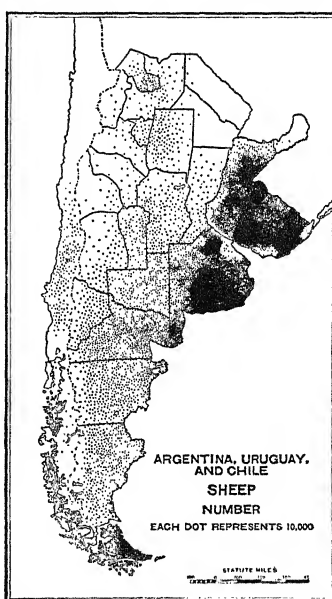 ARGENTINA, URUGUAY,
AND CHILE
SHEEP
NUMBER
EACH DOT REPRESENTS 10,000
STATUTE MILES